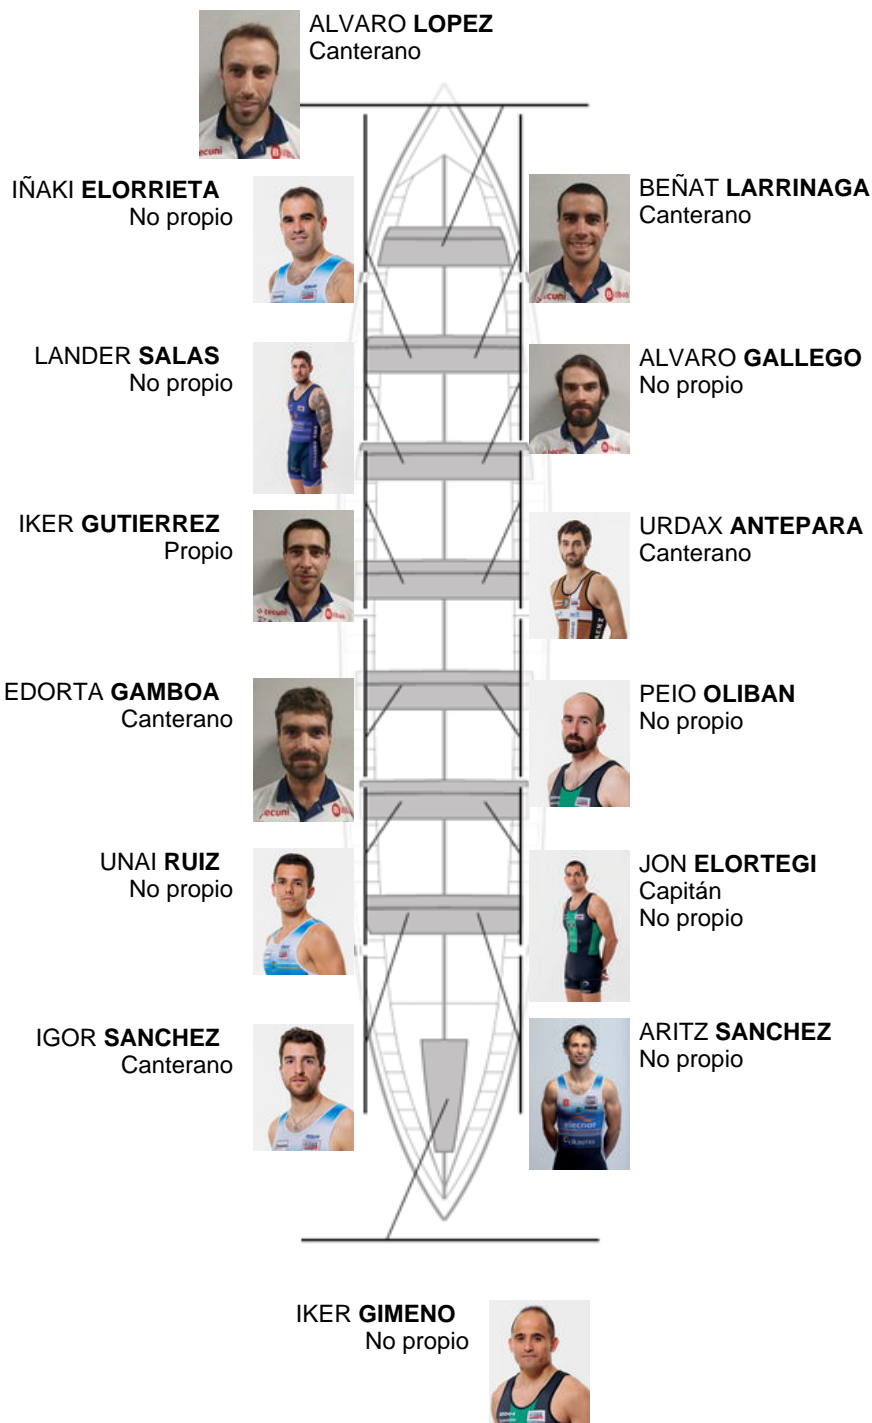 ALVARO LOPEZ
Canterano
IÑAKI ELORRIETA
No propio
BEÑAT LARRINAGA
Canterano
LANDER SALAS
No propio
ALVARO GALLEGO
No propio
IKER GUTIERREZ
Propio
URDAX ANTEPARA
Canterano
EDORTA GAMBOA
Canterano
PEIO OLIBAN
No propio
UNAI RUIZ
No propio
JON ELORTEGI
Capitán
No propio
IGOR SANCHEZ
Canterano
ARITZ SANCHEZ
No propio
elecnor
IKER GIMENO
No propio